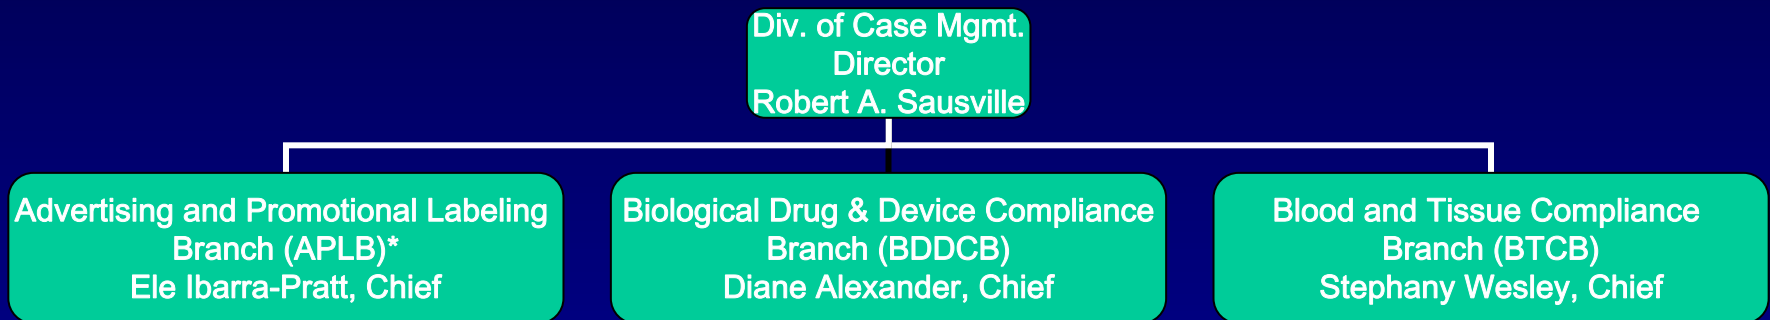 Div. of Case Mgmt.
Director
Robert A. Sausville
Advertising and Promotional Labeling
Branch (APLB)*
Ele Ibarra-Pratt, Chief
Biological Drug & Device Compliance
Branch (BDDCB)
Diane Alexander, Chief
Blood and Tissue Compliance
Branch (BTCB)
Stephany Wesley, Chief